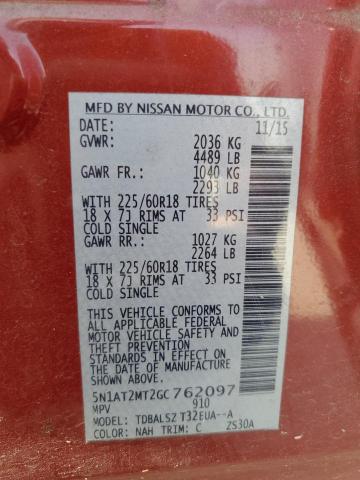 MFD BY NISSAN MOTOR CO., LTD.
DATE: 11/15
GVWR: 2036 KG
4489 LB
GAWR FR.: 1040 KG
2293 LB
WITH 225/60R18 TIRES
18 X 7J RIMS AT 33 PSI
COLD SINGLE
GAWR RR.: 1027 KG
2264 LB
WITH 225/60R18 TIRES
18 X 7J RIMS AT 33 PSI
COLD SINGLE
THIS VEHICLE CONFORMS TO
ALL APPLICABLE FEDERAL
MOTOR VEHICLE SAFETY
AND THEFT PREVENTION
STANDARDS IN EFFECT ON
THE DATE OF MANUFACTURE
SHOWN ABOVE.
5N1AT2MT2GC762097
MPV 910
MODEL: TDBALSZ T32EUA--A
COLOR: NAH TRIM: C ZS30A